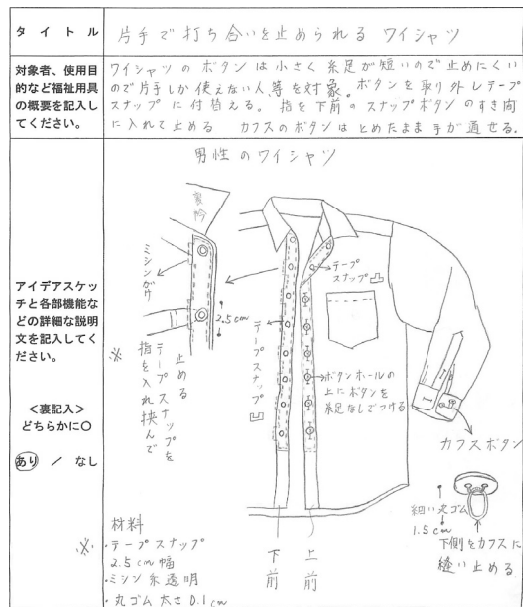 タイトル
片手で打ち合いを止められる ワイシャツ
対象者、使用目
的など福祉用具
の概要を記入し
てください。
ワイシャツの ボタンは小さく 糸足が短いので止めにくい
ので片手しか使えない人、等を対象。ボタンを取り外しテープ
スナップに付替える。指を下前の スナップボタン のすき間
に入れて止める カフスのボタンは とめたまま手が通せる.
男性のワイシャツ
アイデアスケッ
チと各部機能な
どの詳細な説明
文を記入してく
ださい。
<裏記入>
どちらかに○
あり / なし
裏衿
ミシンがけ
2.5cm
※
止める
テープスナップを
指を入れ挟んで
テープ
スナップ凸
テープスナップ凹
ボタンホールの
上にボタンを
糸足なしでつける
カフスボタン
細い丸ゴム
1.5cm
下側をカフスに
縫い止める
下前
上前
※.
材料
・テープスナップ
2.5cm幅
・ミシン糸透明
・丸ゴム 太さ0.1cm